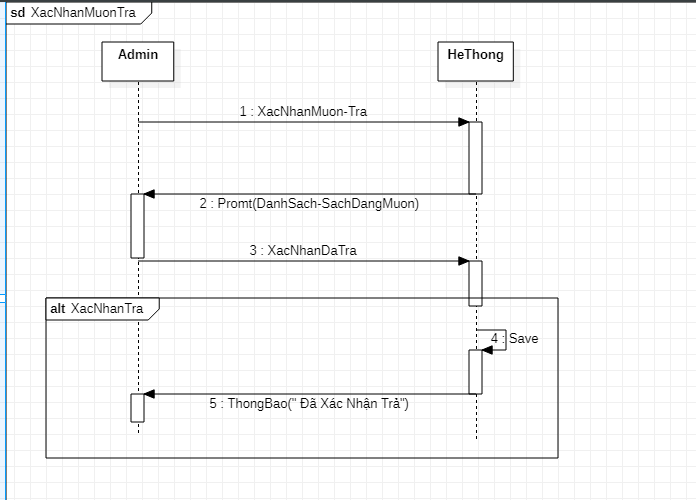 sd XacNhanMuonTra
Admin
HeThong
1 : XacNhanMuon-Tra
2 : Promt(DanhSach-SachDangMuon)
3 : XacNhanDaTra
alt XacNhanTra
4 : Save
5 : ThongBao(" Đã Xác Nhận Trả")